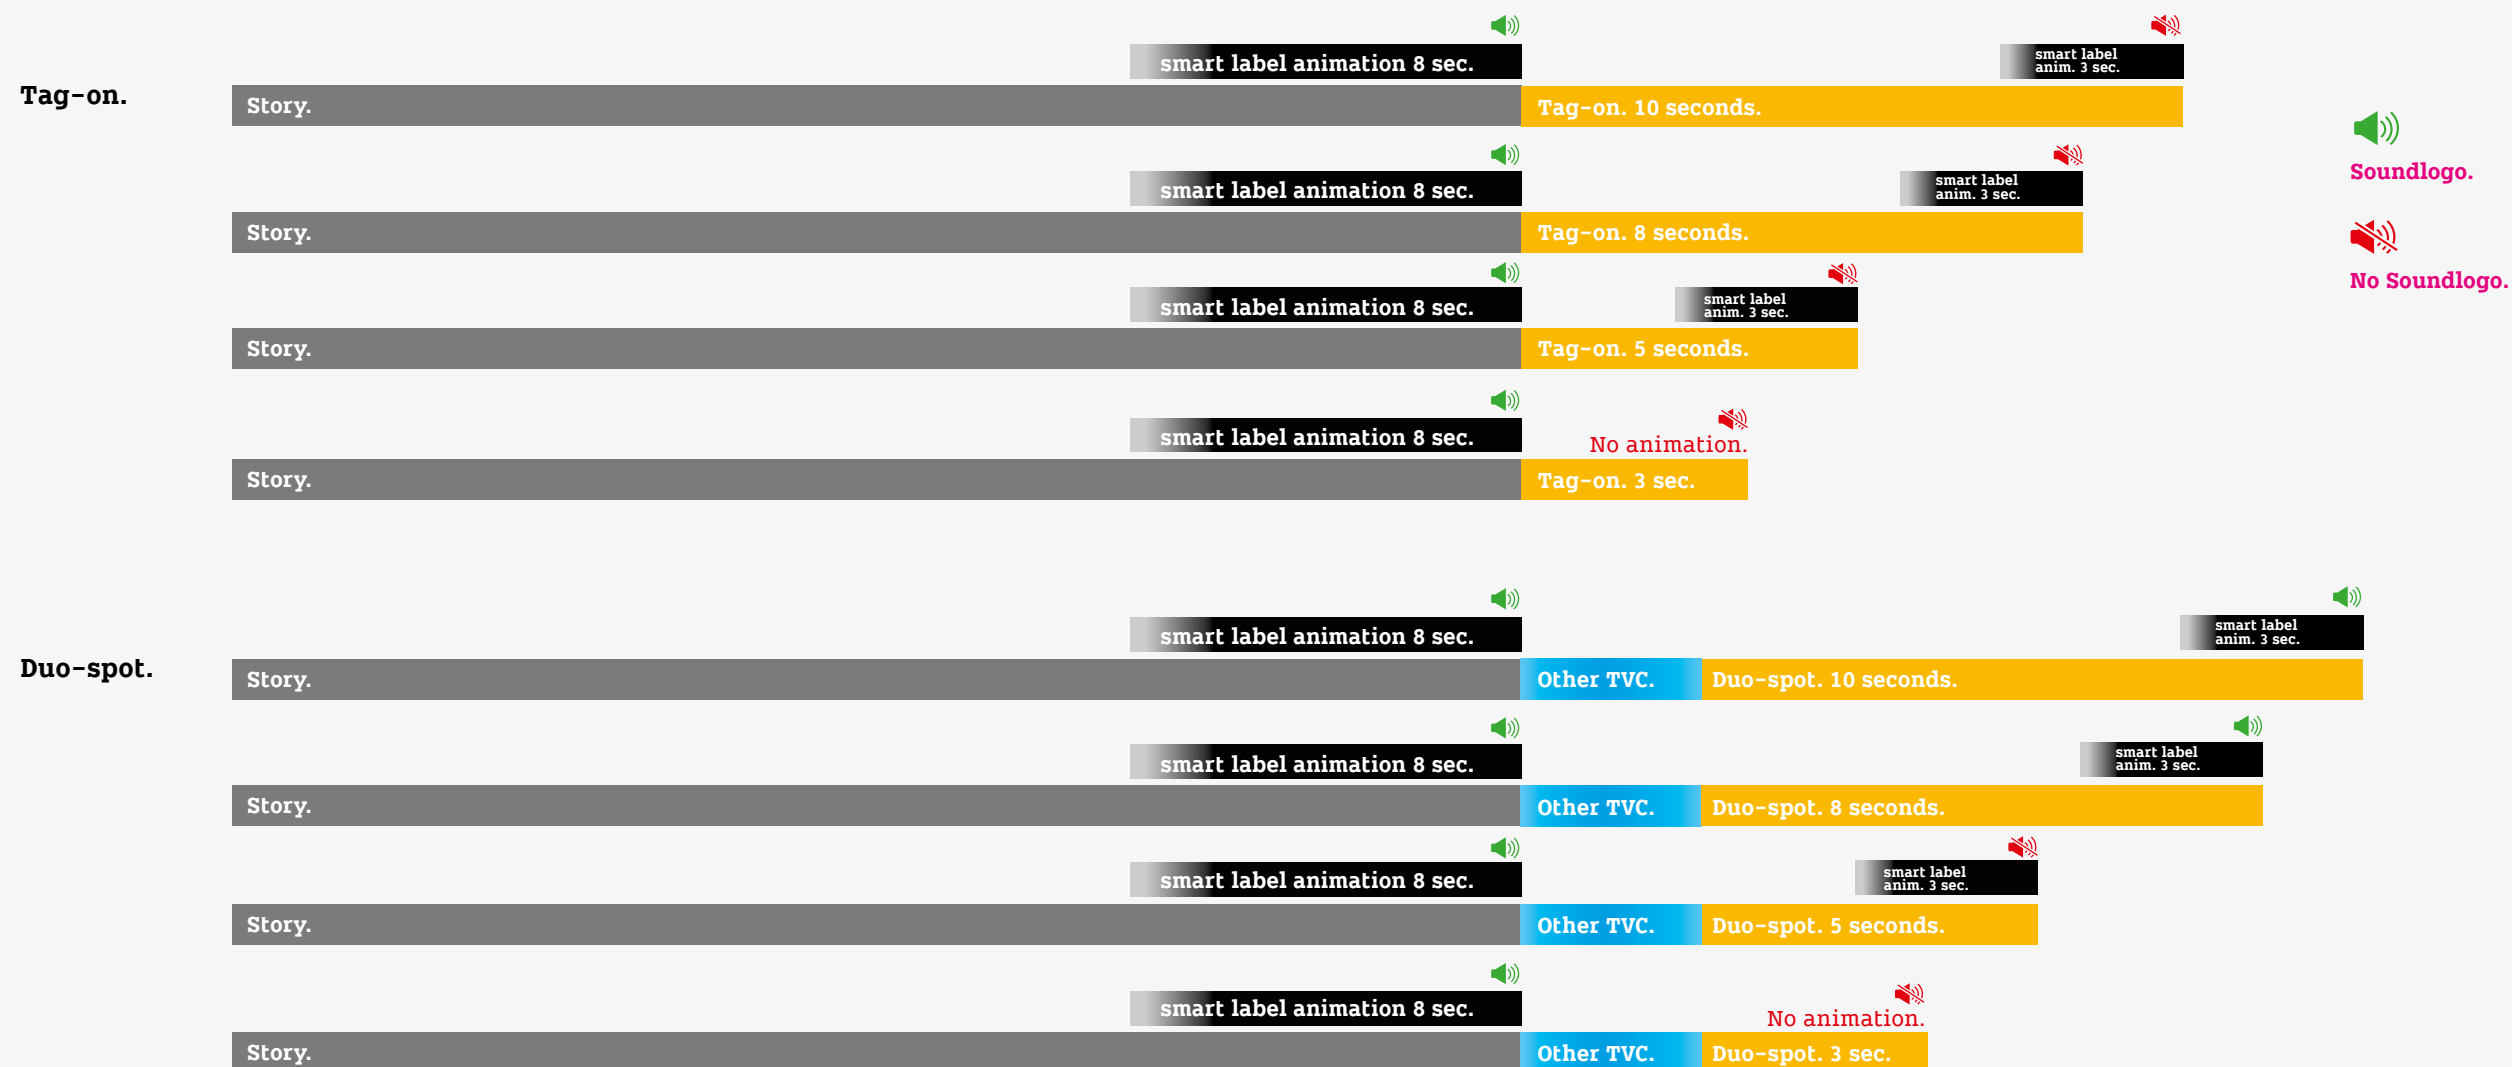 smart label animation 8 sec.
smart label
anim. 3 sec.
Tag-on.
Story.
Tag-on. 10 seconds.
Soundlogo.
smart label animation 8 sec.
smart label
anim. 3 sec.
Story.
Tag-on. 8 seconds.
No Soundlogo.
smart label animation 8 sec.
smart label
anim. 3 sec.
Story.
Tag-on. 5 seconds.
smart label animation 8 sec.
No animation.
Story.
Tag-on. 3 sec.
smart label animation 8 sec.
smart label
anim. 3 sec.
Duo-spot.
Story.
Other TVC.
Duo-spot. 10 seconds.
smart label animation 8 sec.
smart label
anim. 3 sec.
Story.
Other TVC.
Duo-spot. 8 seconds.
smart label animation 8 sec.
smart label
anim. 3 sec.
Story.
Other TVC.
Duo-spot. 5 seconds.
smart label animation 8 sec.
No animation.
Story.
Other TVC.
Duo-spot. 3 sec.